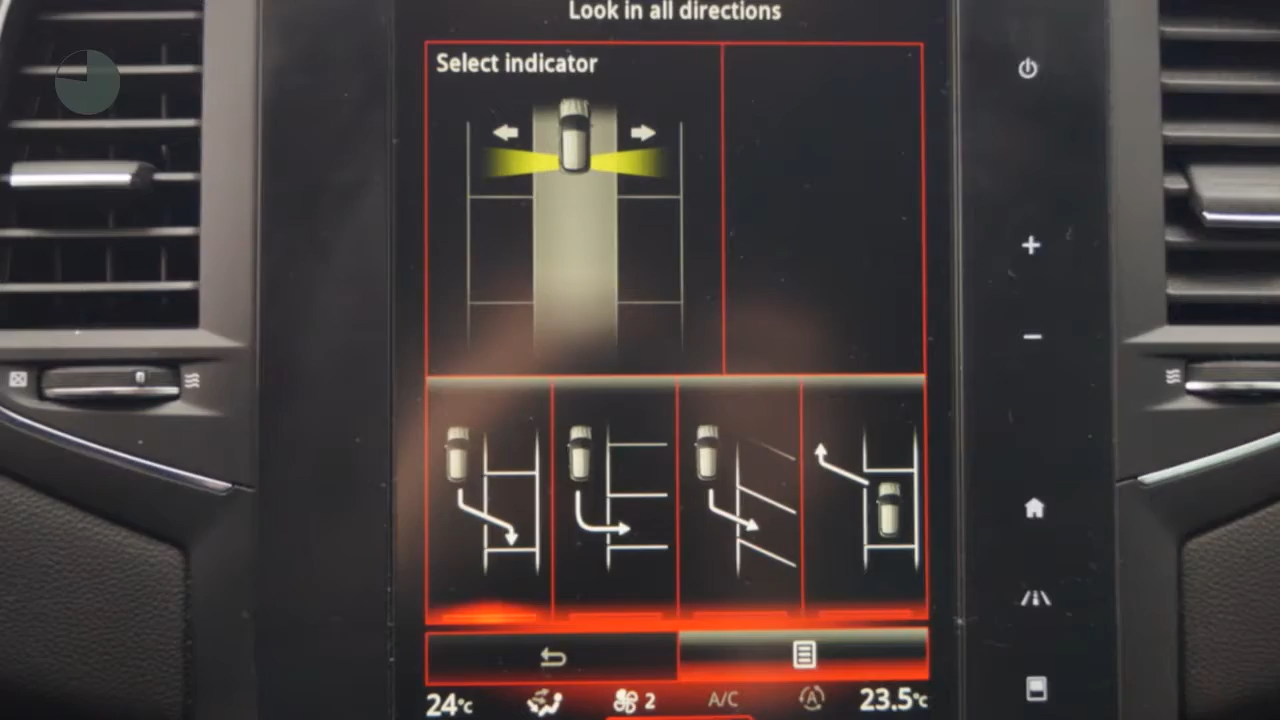 Look in all directions
Select indicator
24°C
2
A/C
A
23.5°C